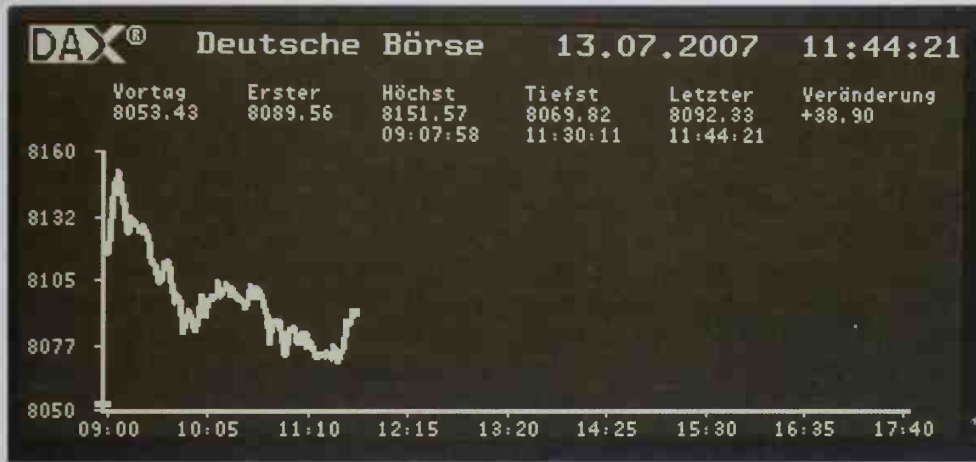 DAX® Deutsche Börse 13.07.2007 11:44:21
Vortag Erster Höchst Tiefst Letzter Veränderung
8053.43 8089.56 8151.57 8069.82 8092.33 +38.90
09:07:58 11:30:11 11:44:21
8160
8132
8105
8077
8050
09:00 10:05 11:10 12:15 13:20 14:25 15:30 16:35 17:40